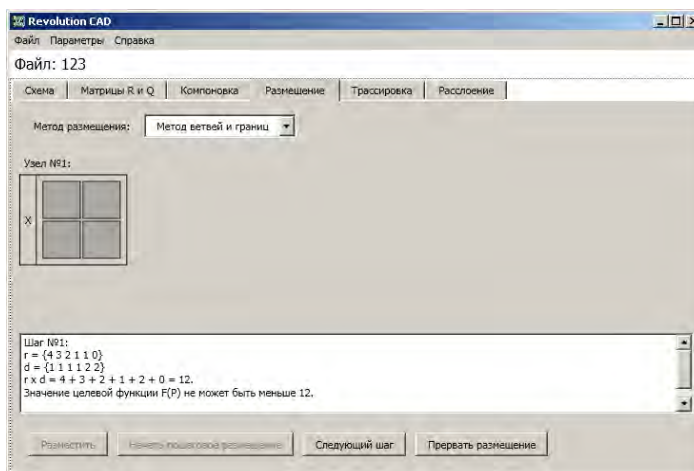 Revolution CAD
Файл Параметры Справка
Файл: 123
Схема Матрицы R и Q Компоновка Размещение Трассировка Расслоение
Метод размещения: Метод ветвей и границ
Узел №1:
X
Шаг №1:
r = {4 3 2 1 1 0}
d = {1 1 1 1 2 2}
r x d = 4 + 3 + 2 + 1 + 2 + 0 = 12.
Значение целевой функции F(P) не может быть меньше 12.
Разместить Начать пошаговое размещение Следующий шаг Прервать размещение